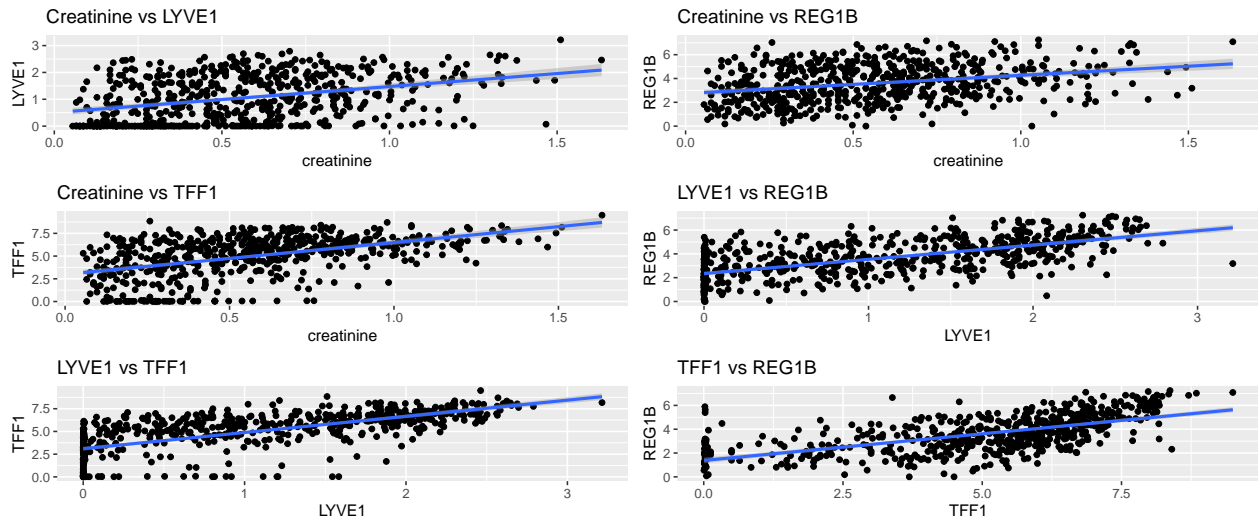 Creatinine vs LYVE1
3
2
1
0
LYVE1
0.0 0.5 1.0 1.5
creatinine
Creatinine vs REG1B
6
4
2
0
REG1B
0.0 0.5 1.0 1.5
creatinine
Creatinine vs TFF1
7.5
5.0
2.5
0.0
TFF1
0.0 0.5 1.0 1.5
creatinine
LYVE1 vs REG1B
6
4
2
0
REG1B
0 1 2 3
LYVE1
LYVE1 vs TFF1
7.5
5.0
2.5
0.0
TFF1
0 1 2 3
LYVE1
TFF1 vs REG1B
6
4
2
0
REG1B
0.0 2.5 5.0 7.5
TFF1